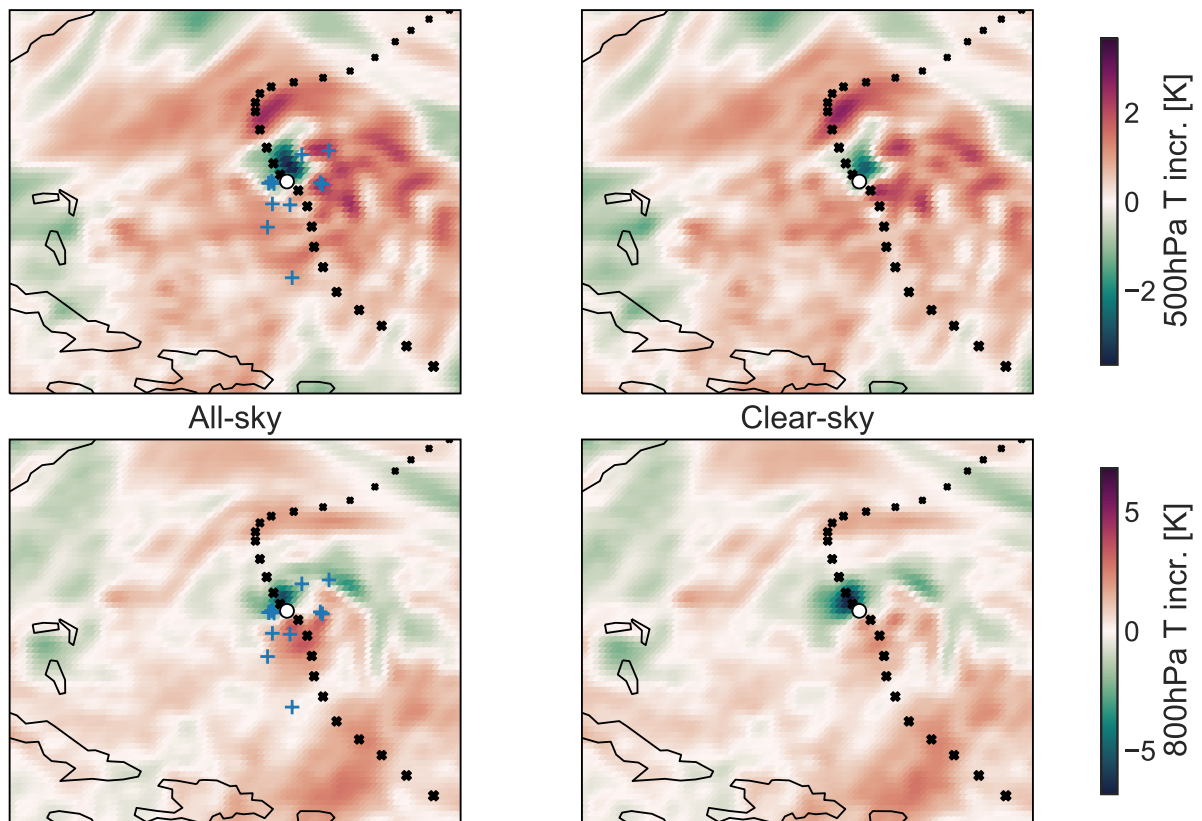 2
0
−2
500hPa T incr. [K]
All-sky
Clear-sky
5
0
−5
800hPa T incr. [K]